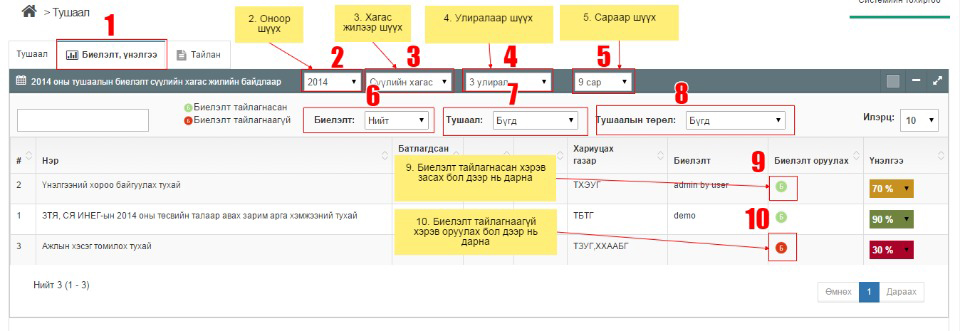 Системийн тохиргоо
> Тушаал
2. Оноор шүүх
3. Хагас жилээр шүүх
4. Улиралаар шүүх
5. Сараар шүүх
1
Тушаал
Биелэлт, үнэлгээ
Тайлан
2
3
4
5
2014 оны тушаалын биелэлт сүүлийн хагас жилийн байдлаар
2014
Сүүлийн хагас
3 улирал
9 сар
6
7
8
Биелэлт тайлагнасан
Биелэлт тайлагнаагүй
Биелэлт:
Нийт
Тушаал:
Бүгд
Тушаалын төрөл:
Бүгд
Илэрц:
10
#
Нэр
Батлагдсан
Хариуцах газар
Биелэлт
Биелэлт оруулах
Үнэлгээ
9. Биелэлт тайлагнасан хэрэв засах бол дээр нь дарна
9
2
Үнэлгээний хороо байгуулах тухай
ТХЭУГ
admin by user
Б
70 %
10
1
ЗТЯ, СЯ ИНЕГ-ын 2014 оны төсвийн талаар авах зарим арга хэмжээний тухай
ТБТГ
demo
Б
90 %
10. Биелэлт тайлагнаагүй хэрэв оруулах бол дээр нь дарна
3
Ажлын хэсэг томилох тухай
ТЗУГ,ХХААБГ
Б
30 %
Нийт 3 (1 - 3)
Өмнөх
1
Дараах